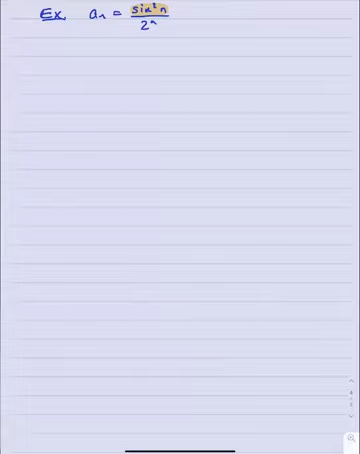 Ex. aₙ = sin²n / 2ⁿ